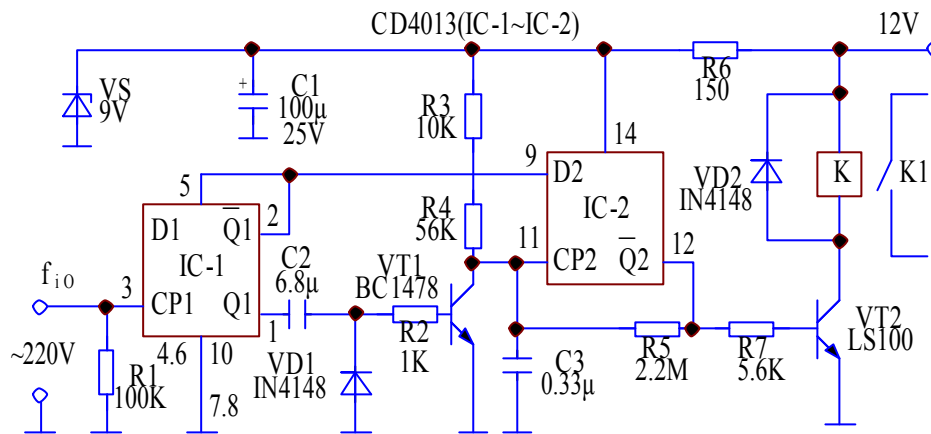 CD4013(IC-1~IC-2)
12V
VS
9V
+
C1
100μ
25V
R3
10K
R6
150
14
9
D2
IC-2
VD2
IN4148
K
K1
5
2
D1
Q1
IC-1
R4
56K
11
12
CP2
Q2
f i0
3
CP1
Q1
C2
6.8μ
VT1
BC1478
1
4.6
10
7.8
~220V
R1
100K
VD1
IN4148
R2
1K
C3
0.33μ
R5
2.2M
R7
5.6K
VT2
LS100